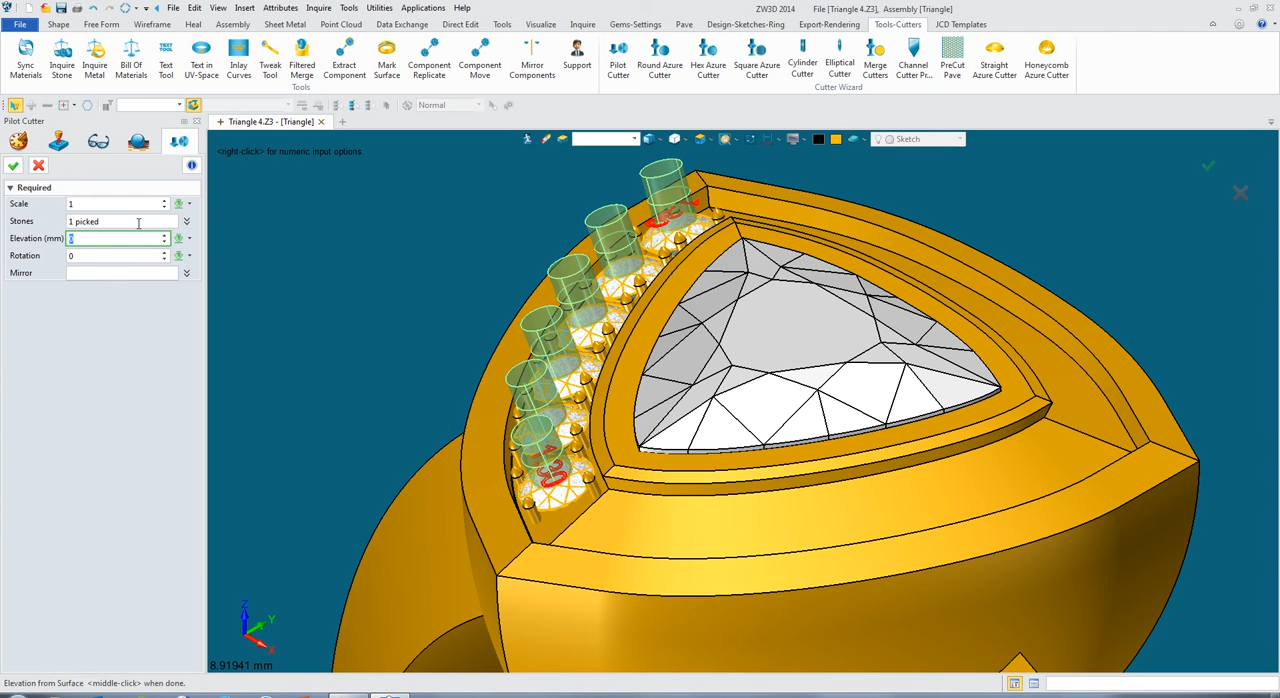 File Edit View Insert Attributes Inquire Tools Utilities Applications Help
ZW3D 2014
File [Triangle 4.Z3], Assembly [Triangle]
File Shape Free Form Wireframe Heal Assembly Sheet Metal Point Cloud Data Exchange Direct Edit Tools Visualize Inquire Gems-Settings Pave Design-Sketches-Ring Export-Rendering Tools-Cutters JCD Templates
Sync Materials
Inquire Stone
Inquire Metal
Bill Of Materials
TEXT TOOL
Text Tool
Text in UV-Space
Inlay Curves
Tweak Tool
Filtered Merge
Extract Component
Mark Surface
Component Replicate
Component Move
Mirror Components
Support
Pilot Cutter
Round Azure Cutter
Hex Azure Cutter
Square Azure Cutter
Cylinder Cutter
Elliptical Cutter
Merge Cutters
Channel Cutter Pr...
PreCut Pave
Straight Azure Cutter
Honeycomb Azure Cutter
Tools
Cutter Wizard
Normal
Pilot Cutter
Triangle 4.Z3 - [Triangle]
Sketch
<right-click> for numeric input options.
Required
Scale 1
Stones 1 picked
Elevation (mm) 0
Rotation 0
Mirror
Z
Y
X
8.91941 mm
Elevation from Surface <middle-click> when done.